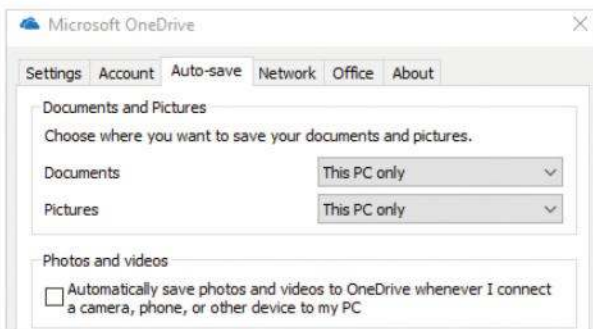 Microsoft OneDrive
Settings Account Auto-save Network Office About
Documents and Pictures
Choose where you want to save your documents and pictures.
Documents This PC only
Pictures This PC only
Photos and videos
Automatically save photos and videos to OneDrive whenever I connect
a camera, phone, or other device to my PC